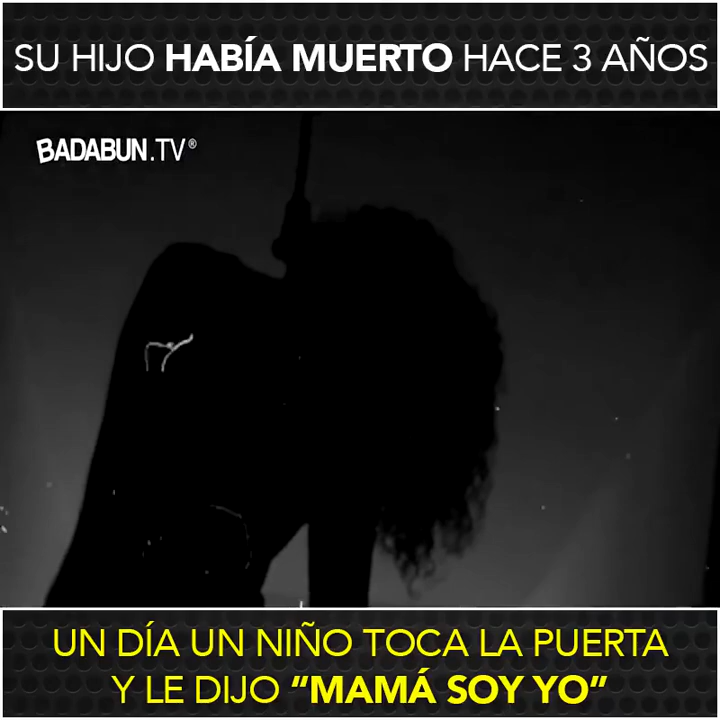 SU HIJO HABÍA MUERTO HACE 3 AÑOS
BADABUN.TV®
UN DÍA UN NIÑO TOCA LA PUERTA
Y LE DIJO “MAMÁ SOY YO”